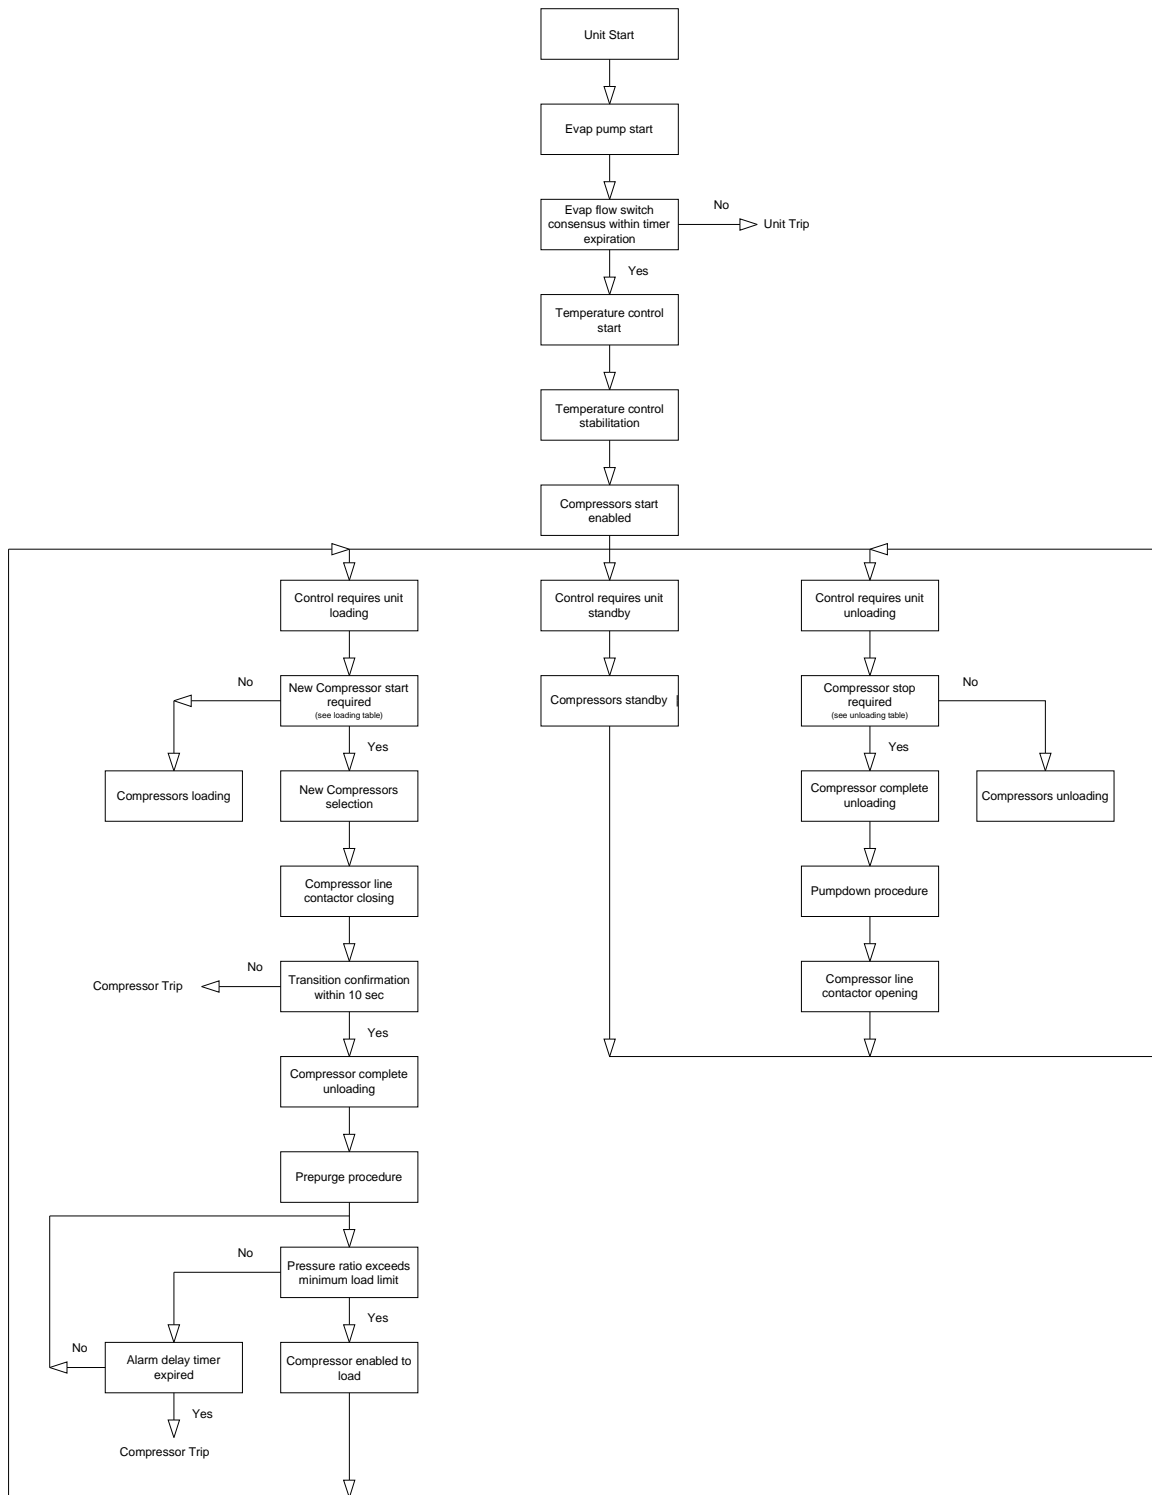 Unit Start
Evap pump start
Evap flow switch
consensus within timer
expiration
No
Unit Trip
Yes
Temperature control
start
Temperature control
stabilitation
Compressors start
enabled
Control requires unit
loading
Control requires unit
standby
Control requires unit
unloading
No
New Compressor start
required
(see loading table)
Compressors standby
Compressor stop
required
(see unloading table)
No
Yes
Yes
Compressors loading
New Compressors
selection
Compressor complete
unloading
Compressors unloading
Compressor line
contactor closing
Pumpdown procedure
Compressor Trip
No
Transition confirmation
within 10 sec
Compressor line
contactor opening
Yes
Compressor complete
unloading
Prepurge procedure
No
Pressure ratio exceeds
minimum load limit
Yes
No
Alarm delay timer
expired
Compressor enabled to
load
Yes
Compressor Trip